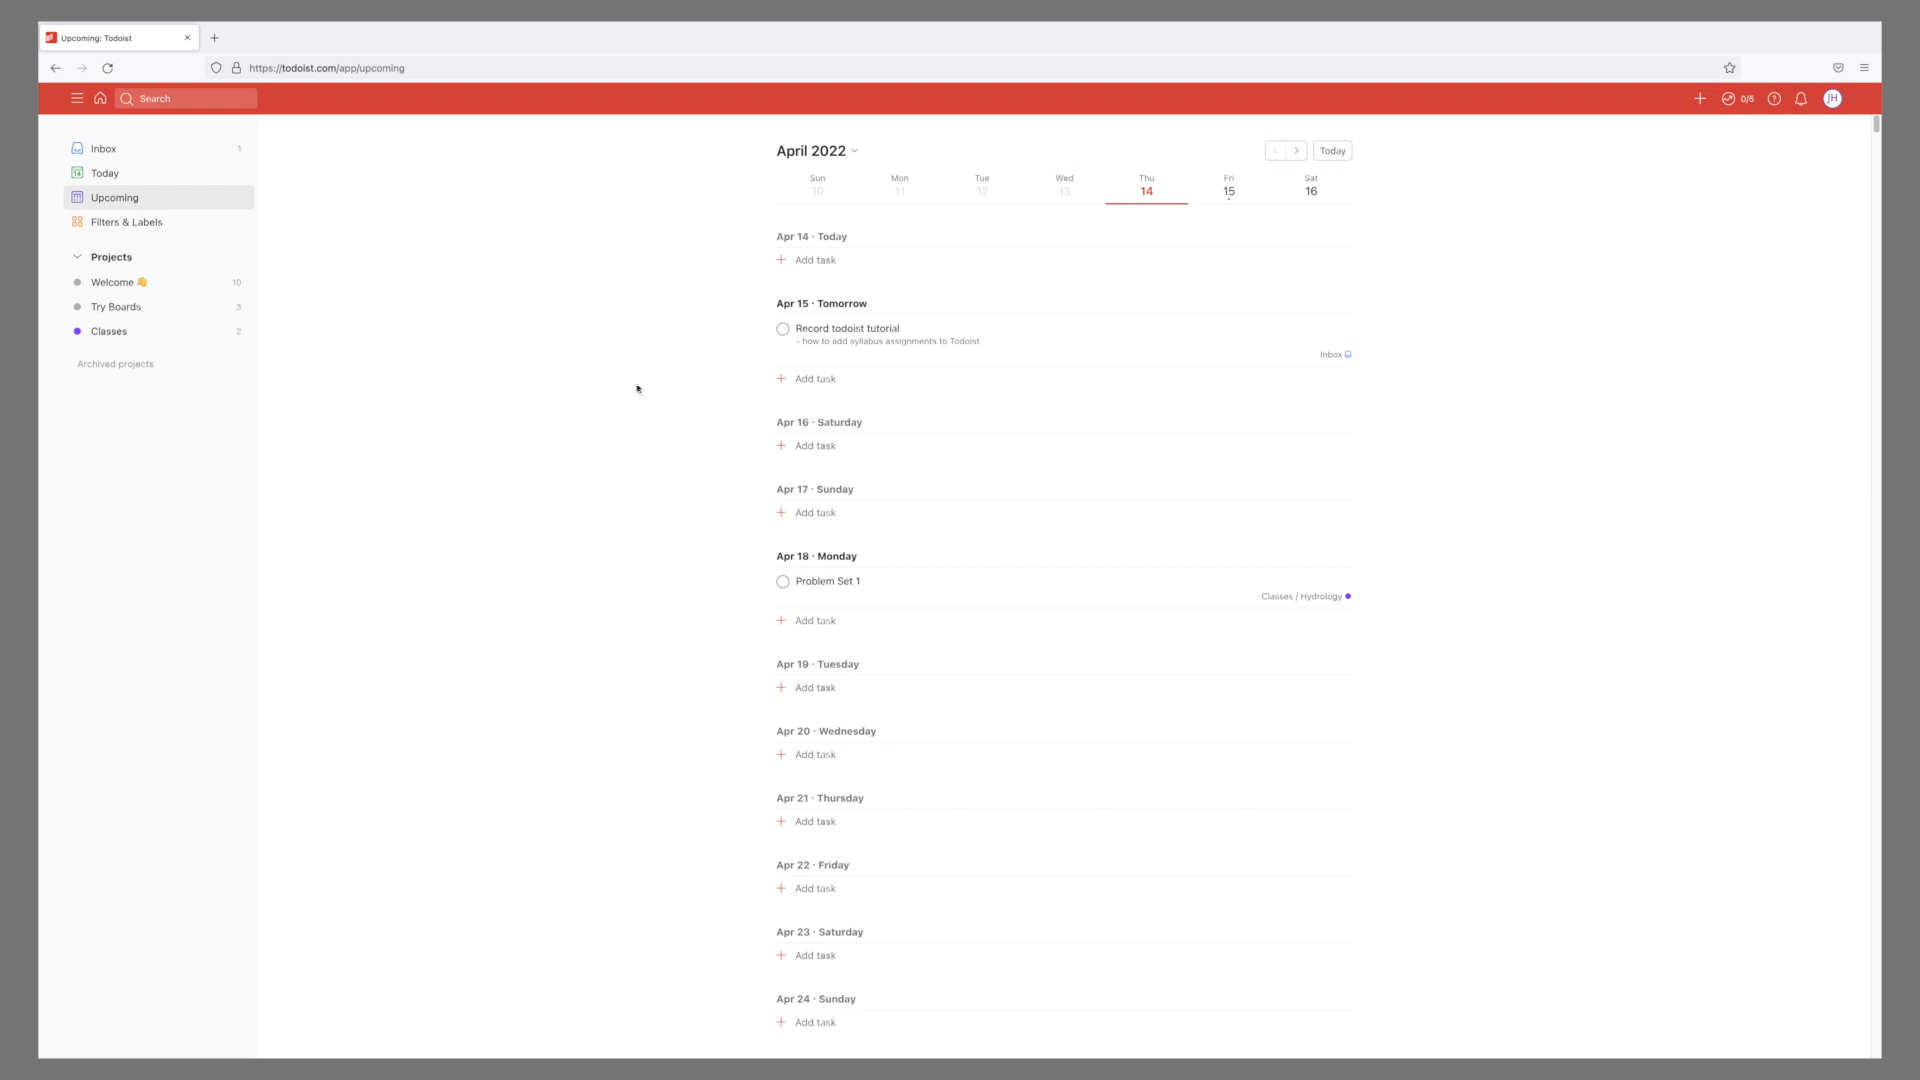 Upcoming: Todoist
https://todoist.com/app/upcoming
Search
0/5
JH
Inbox 1
14 Today
Upcoming
Filters & Labels
Projects
Welcome 👋 10
Try Boards 3
Classes 2
Archived projects
April 2022
Today
Sun Mon Tue Wed Thu Fri Sat
10 11 12 13 14 15 16
Apr 14 · Today
+ Add task
Apr 15 · Tomorrow
Record todoist tutorial
- how to add syllabus assignments to Todoist
Inbox
+ Add task
Apr 16 · Saturday
+ Add task
Apr 17 · Sunday
+ Add task
Apr 18 · Monday
Problem Set 1
Classes / Hydrology
+ Add task
Apr 19 · Tuesday
+ Add task
Apr 20 · Wednesday
+ Add task
Apr 21 · Thursday
+ Add task
Apr 22 · Friday
+ Add task
Apr 23 · Saturday
+ Add task
Apr 24 · Sunday
+ Add task